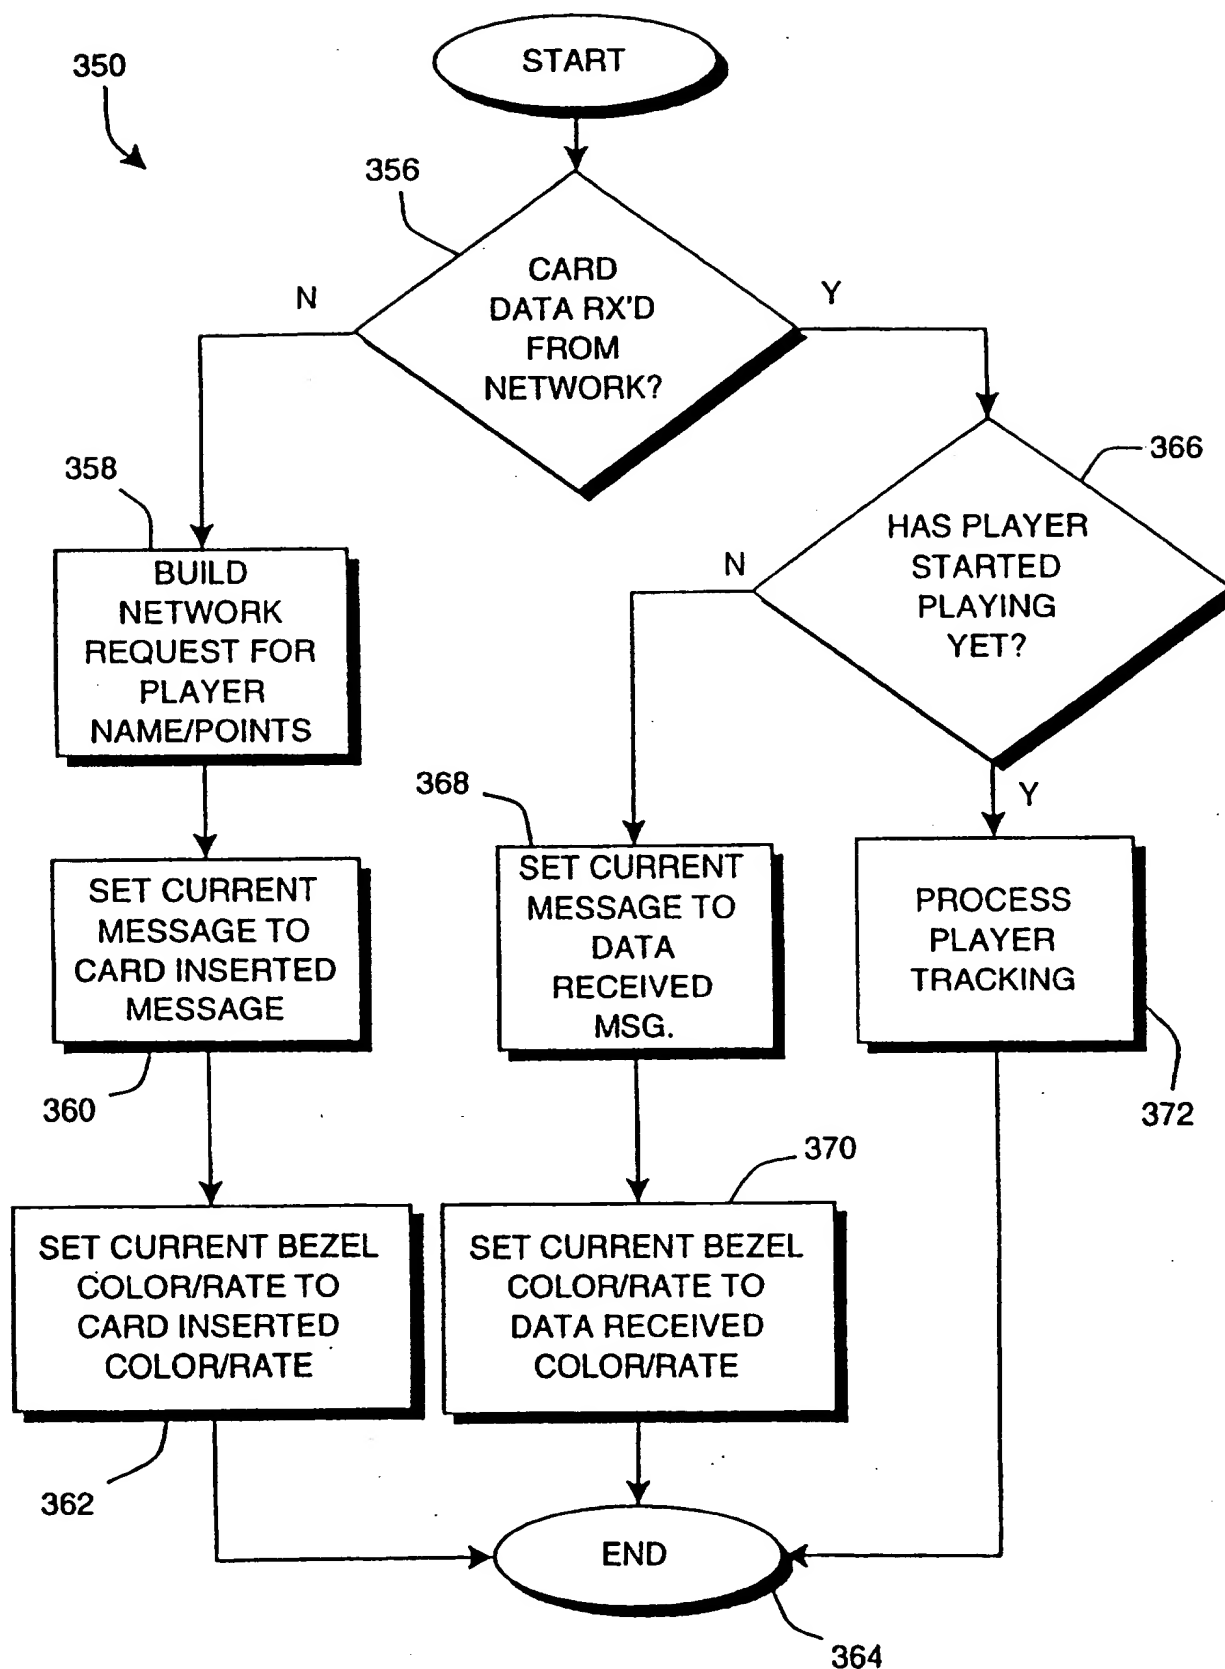 START
350
356
CARD
DATA RX'D
FROM
NETWORK?
N
Y
358
366
BUILD
NETWORK
REQUEST FOR
PLAYER
NAME/POINTS
HAS PLAYER
STARTED
PLAYING
YET?
N
Y
368
SET CURRENT
MESSAGE TO
CARD INSERTED
MESSAGE
360
SET CURRENT
MESSAGE TO
DATA
RECEIVED
MSG.
PROCESS
PLAYER
TRACKING
372
370
SET CURRENT BEZEL
COLOR/RATE TO
CARD INSERTED
COLOR/RATE
362
SET CURRENT BEZEL
COLOR/RATE TO
DATA RECEIVED
COLOR/RATE
END
364